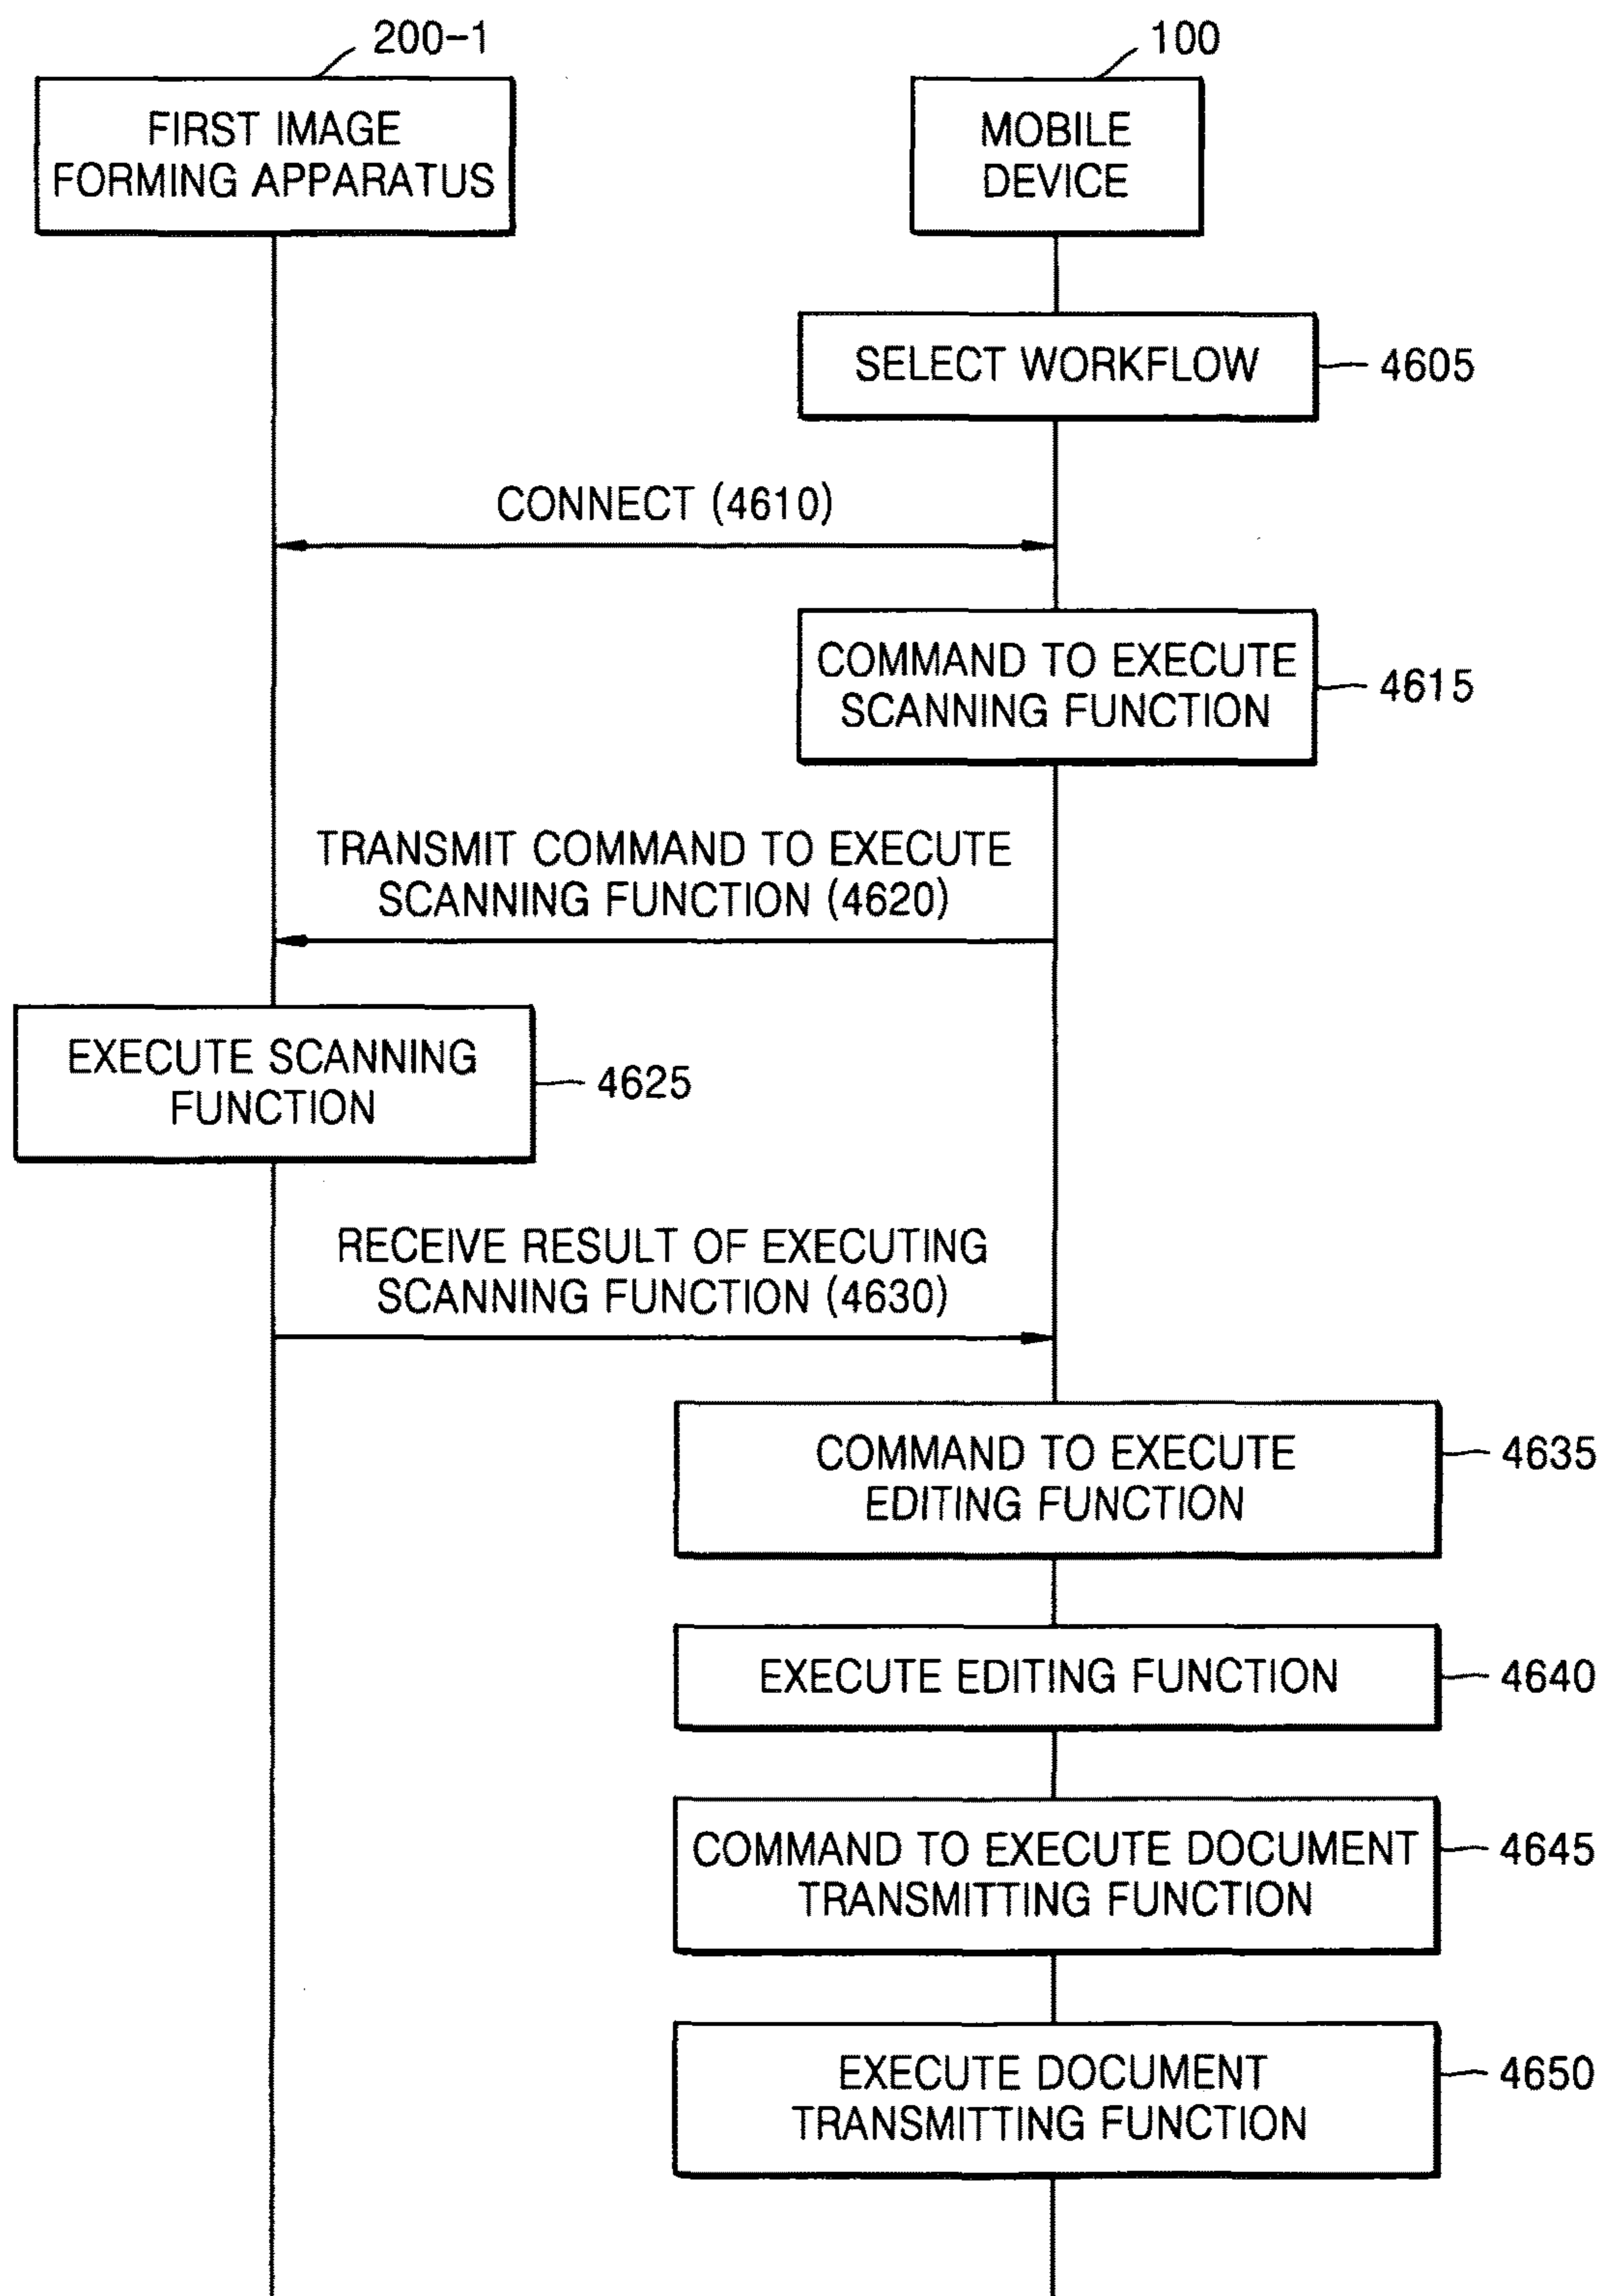 200-1
100
FIRST IMAGE
FORMING APPARATUS
MOBILE
DEVICE
SELECT WORKFLOW
4605
CONNECT (4610)
COMMAND TO EXECUTE
SCANNING FUNCTION
4615
TRANSMIT COMMAND TO EXECUTE
SCANNING FUNCTION (4620)
EXECUTE SCANNING
FUNCTION
4625
RECEIVE RESULT OF EXECUTING
SCANNING FUNCTION (4630)
COMMAND TO EXECUTE
EDITING FUNCTION
4635
EXECUTE EDITING FUNCTION
4640
COMMAND TO EXECUTE DOCUMENT
TRANSMITTING FUNCTION
4645
EXECUTE DOCUMENT
TRANSMITTING FUNCTION
4650